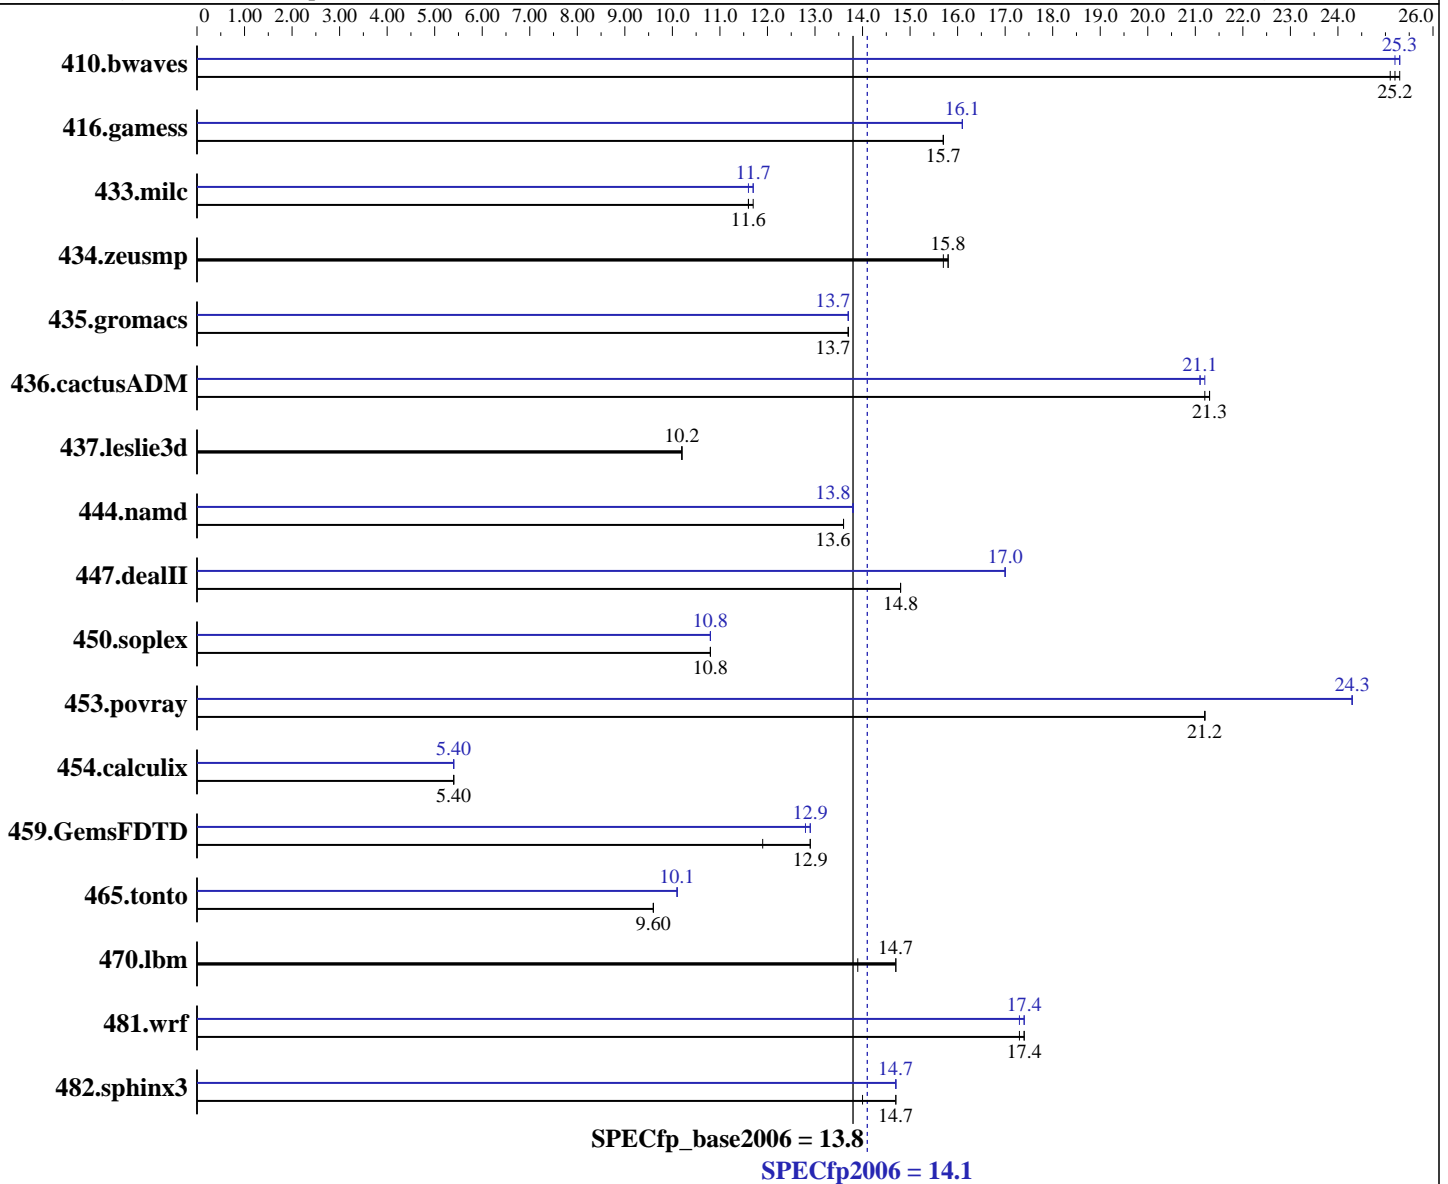 0 1.00 2.00 3.00 4.00 5.00 6.00 7.00 8.00 9.00 10.0 11.0 12.0 13.0 14.0 15.0 16.0 17.0 18.0 19.0 20.0 21.0 22.0 23.0 24.0 26.0
25.3
410.bwaves
25.2
16.1
416.gamess
15.7
11.7
433.milc
11.6
15.8
434.zeusmp
13.7
435.gromacs
13.7
21.1
436.cactusADM
21.3
10.2
437.leslie3d
13.8
444.namd
13.6
17.0
447.dealII
14.8
10.8
450.soplex
10.8
24.3
453.povray
21.2
5.40
454.calculix
5.40
12.9
459.GemsFDTD
12.9
10.1
465.tonto
9.60
14.7
470.lbm
17.4
481.wrf
17.4
14.7
482.sphinx3
14.7
SPECfp_base2006 = 13.8
SPECfp2006 = 14.1